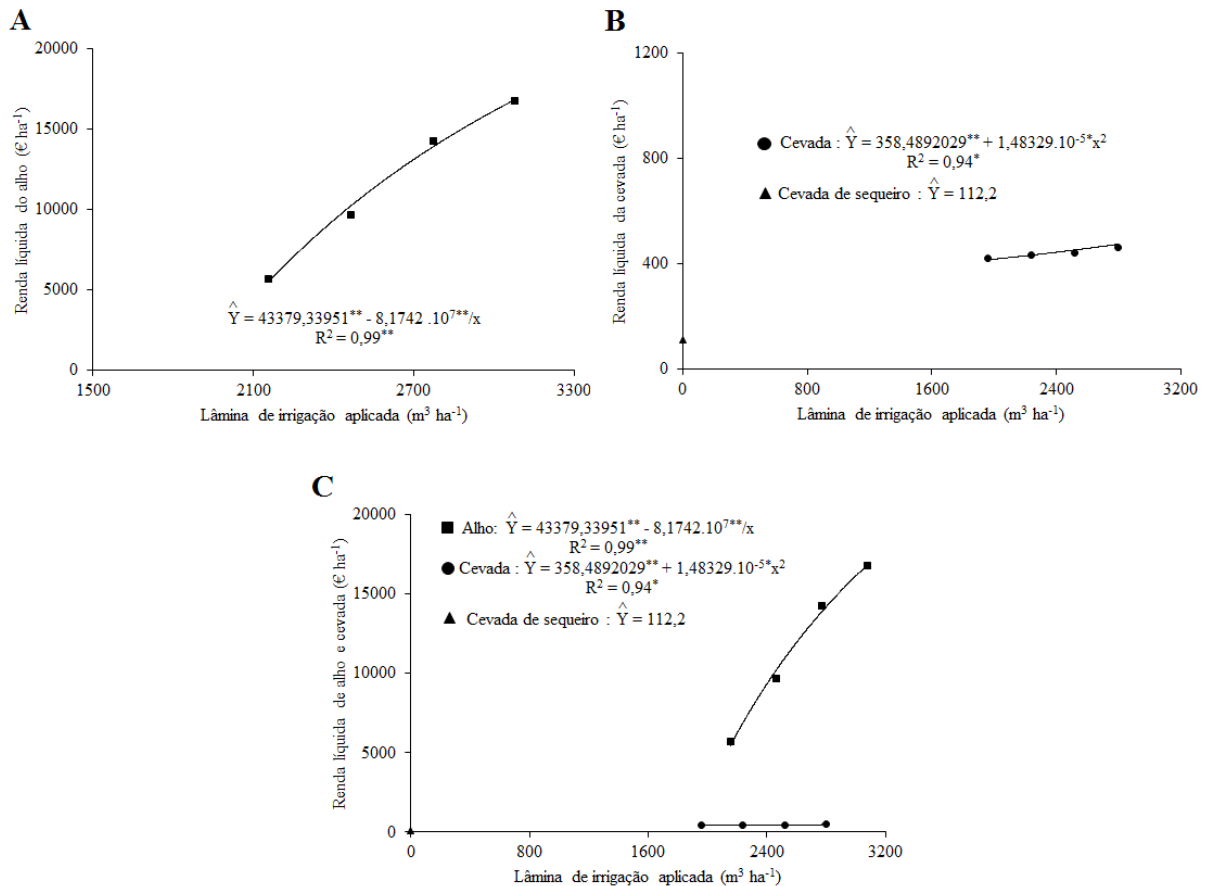 A
Renda líquida do alho (€ ha-1)
20000
15000
10000
5000
0
Ŷ = 43379,33951** - 8,1742 .10⁷**/x
R² = 0,99**
1500 2100 2700 3300
Lâmina de irrigação aplicada (m³ ha-1)
B
Renda líquida da cevada (€ ha-1)
1200
800
400
0
Cevada : Ŷ = 358,4892029** + 1,48329.10-5*x²
R² = 0,94*
Cevada de sequeiro : Ŷ = 112,2
0 800 1600 2400 3200
Lâmina de irrigação aplicada (m³ ha-1)
C
Renda líquida de alho e cevada (€ ha-1)
20000
15000
10000
5000
0
Alho: Ŷ = 43379,33951** - 8,1742.10⁷**/x
R² = 0,99**
Cevada : Ŷ = 358,4892029** + 1,48329.10-5*x²
R² = 0,94*
Cevada de sequeiro : Ŷ = 112,2
0 800 1600 2400 3200
Lâmina de irrigação aplicada (m³ ha-1)